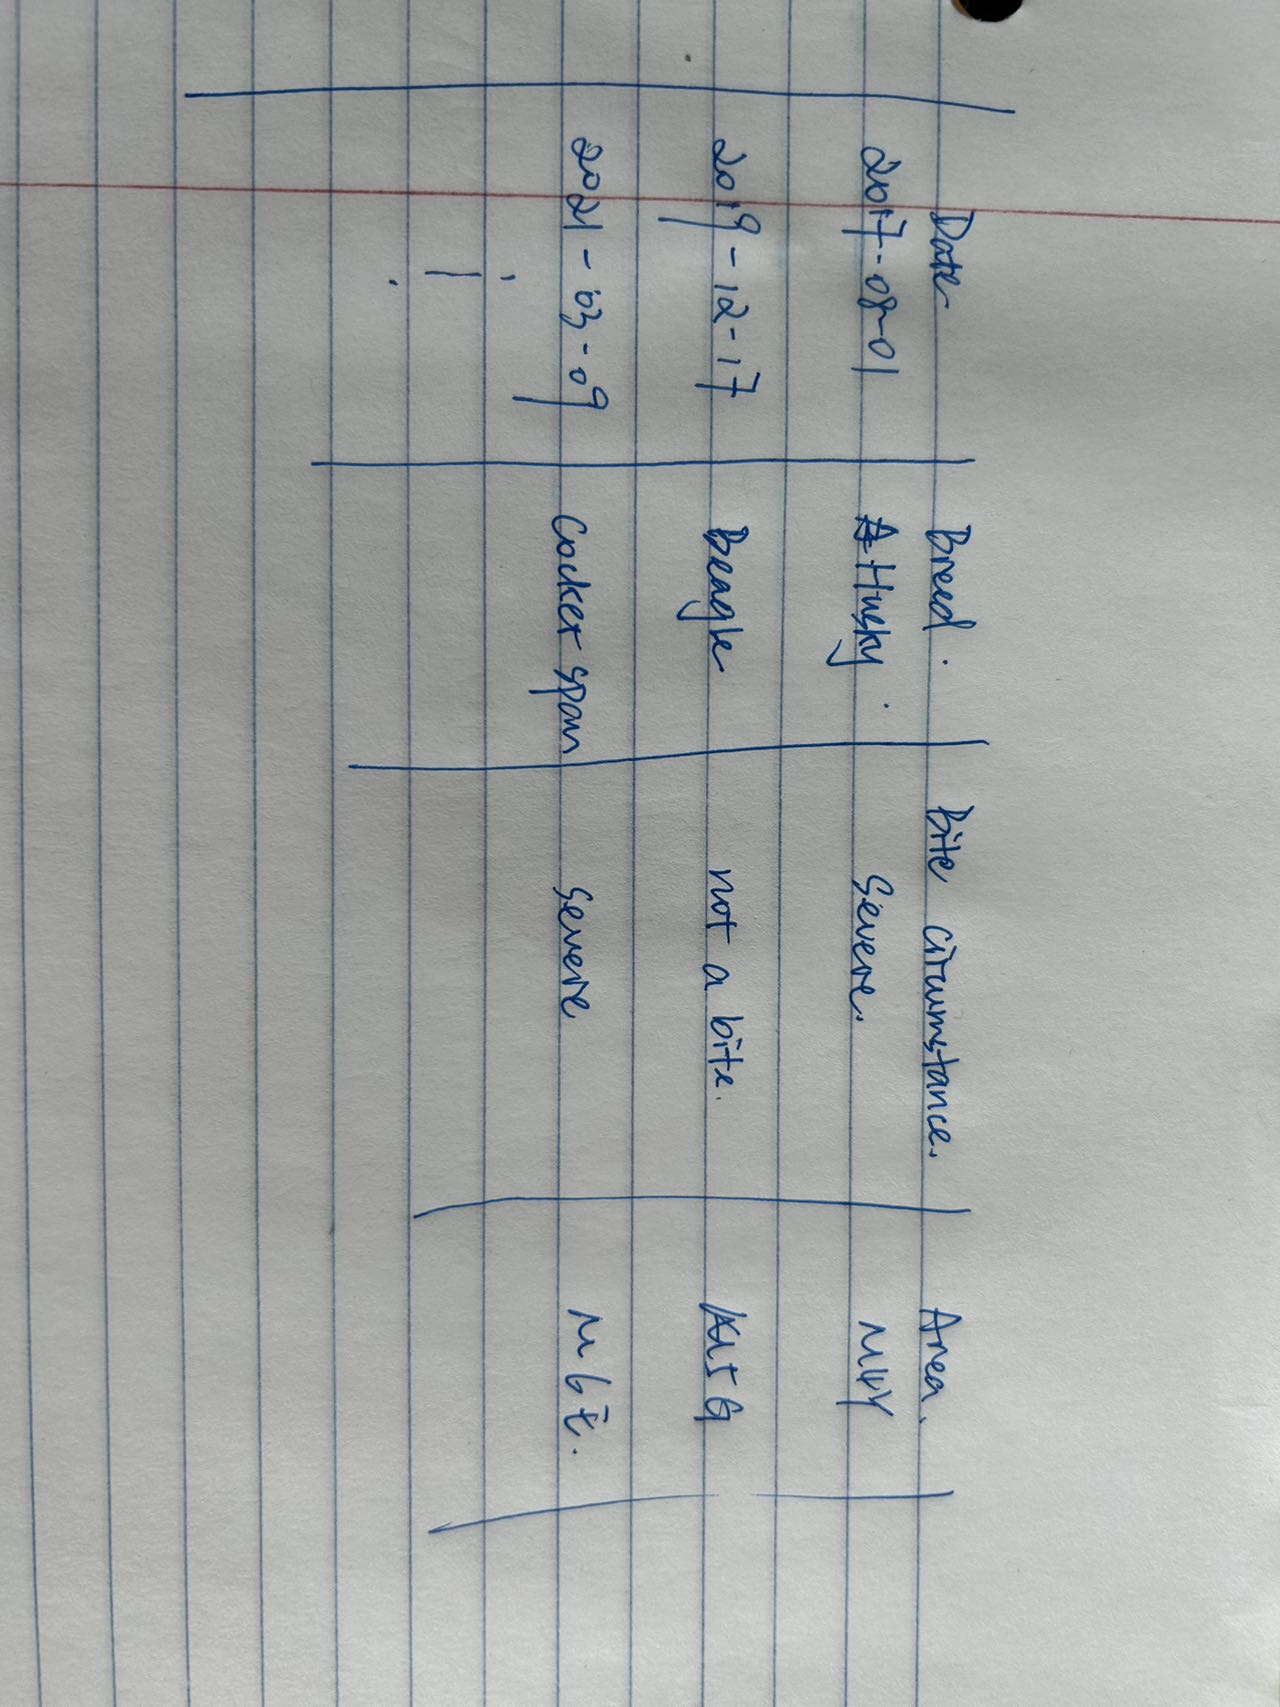 Date Breed. Bite circumstance. Area.
2017-08-01 Husky. Severe. M4Y
2019-12-17 Beagle not a bite. M5G
2021-03-09 Cocker span severe M6E.